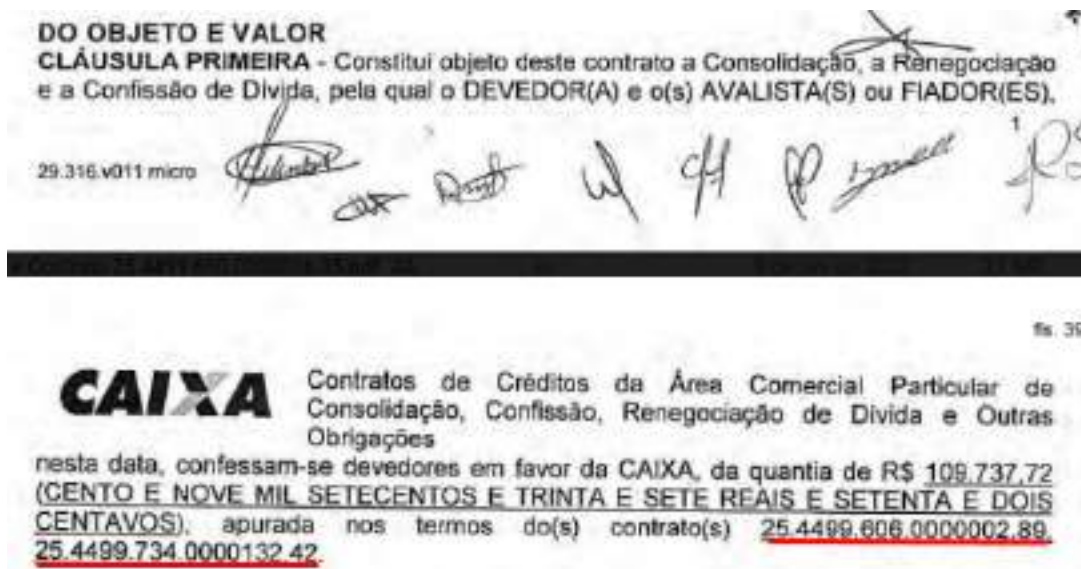 DO OBJETO E VALOR
CLÁUSULA PRIMEIRA - Constitui objeto deste contrato a Consolidação, a Renegociação
e a Confissão de Dívida, pela qual o DEVEDOR(A) e o(s) AVALISTA(S) ou FIADOR(ES),
1
29.316.v011 micro
fls. 39
CAIXA
Contratos de Créditos da Área Comercial Particular de
Consolidação, Confissão, Renegociação de Dívida e Outras
Obrigações
nesta data, confessam-se devedores em favor da CAIXA, da quantia de R$ 109.737,72
(CENTO E NOVE MIL SETECENTOS E TRINTA E SETE REAIS E SETENTA E DOIS
CENTAVOS), apurada nos termos do(s) contrato(s) 25.4499.606.0000002.89,
25.4499.734.0000132.42.